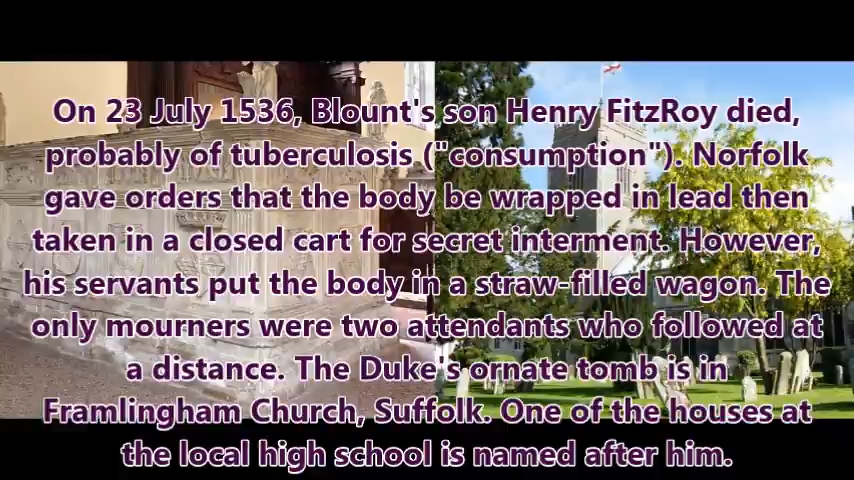 On 23 July 1536, Blount's son Henry FitzRoy died,
probably of tuberculosis ("consumption"). Norfolk
gave orders that the body be wrapped in lead then
taken in a closed cart for secret interment. However,
his servants put the body in a straw-filled wagon. The
only mourners were two attendants who followed at
a distance. The Duke's ornate tomb is in
Framlingham Church, Suffolk. One of the houses at
the local high school is named after him.